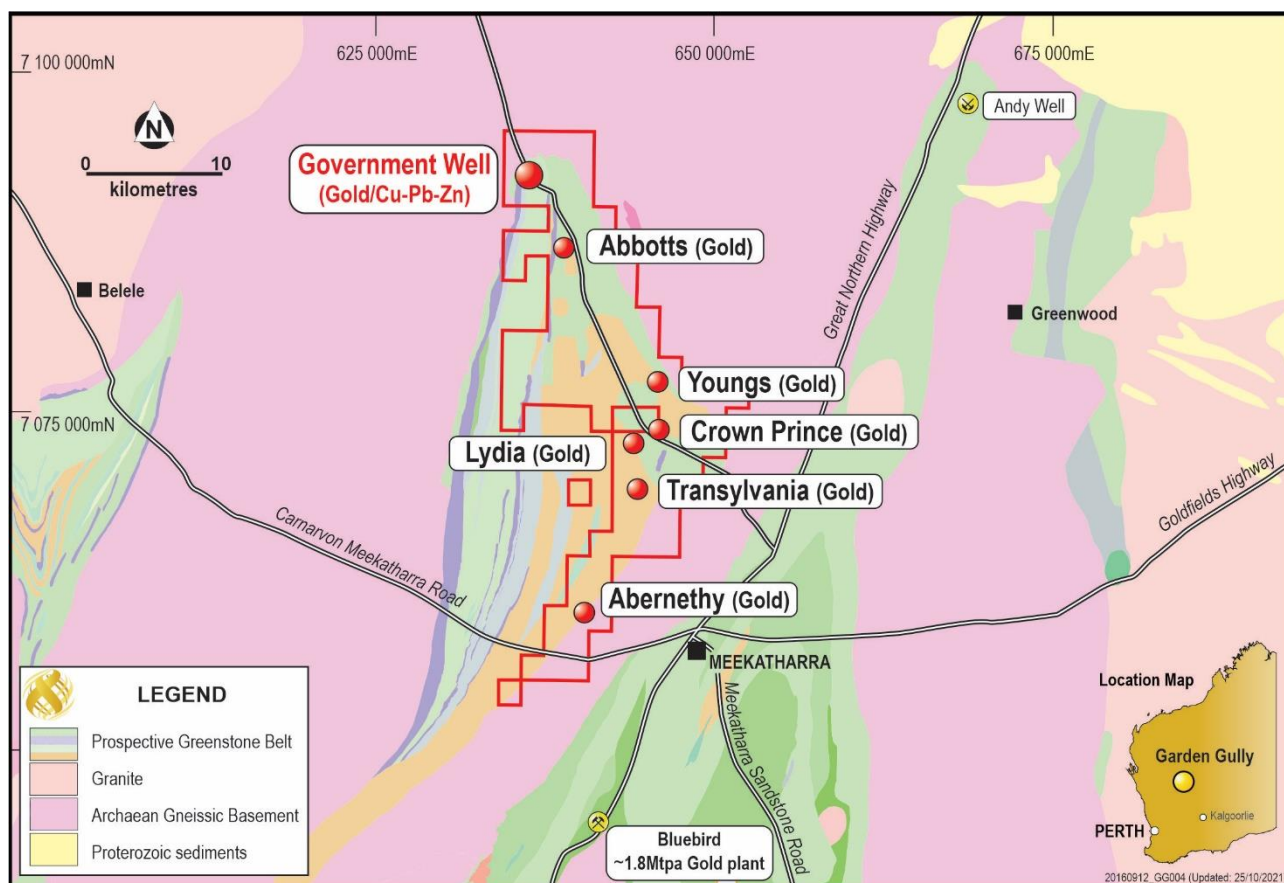 625 000mE
650 000mE
675 000mE
7 100 000mN
Andy Well
N
0 10
kilometres
Government Well
(Gold/Cu-Pb-Zn)
Great Northern Highway
Abbotts (Gold)
Belele
Greenwood
Youngs (Gold)
7 075 000mN
Crown Prince (Gold)
Lydia (Gold)
Goldfields Highway
Transylvania (Gold)
Carnarvon Meekatharra Road
Abernethy (Gold)
MEEKATHARRA
Meekatharra Sandstone Road
LEGEND
Prospective Greenstone Belt
Granite
Archaean Gneissic Basement
Proterozoic sediments
Bluebird
~1.8Mtpa Gold plant
Location Map
Garden Gully
Kalgoorlie
PERTH
20160912_GG004 (Updated: 25/10/2021